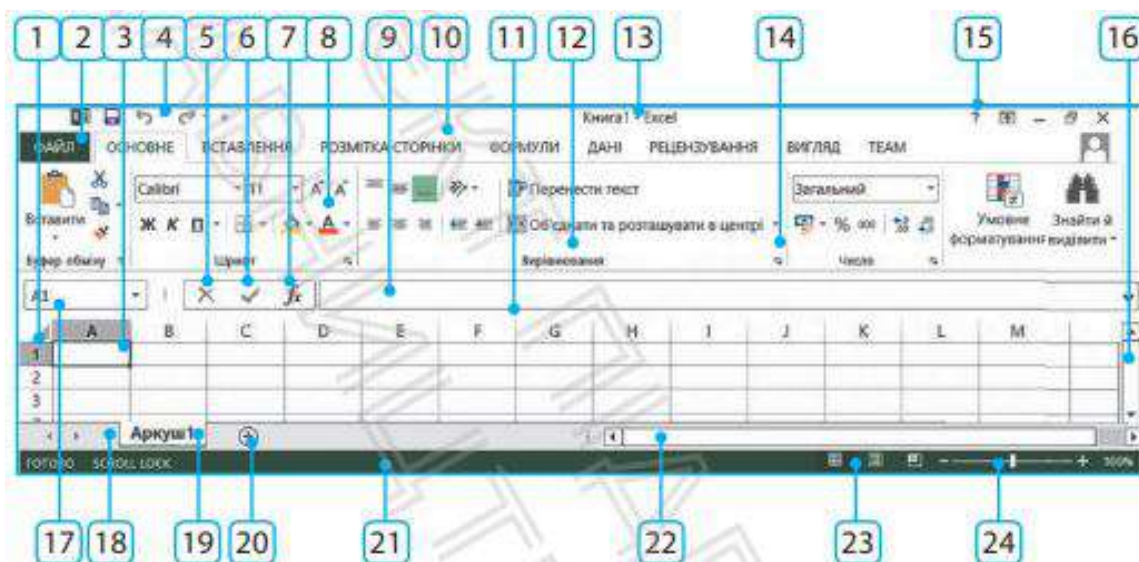 1 2 3 4 5 6 7 8 9 10 11 12 13 14 15 16
Книга1 - Excel ?
ФАЙЛ ОСНОВНЕ ВСТАВЛЕННЯ РОЗМІТКА СТОРІНКИ ФОРМУЛИ ДАНІ РЕЦЕНЗУВАННЯ ВИГЛЯД TEAM
Calibri 11 Перенести текст Загальний
Вставити Ж К П А Об'єднати та розташувати в центрі % 000 Умовне форматування Знайти й виділити
Буфер обміну Шрифт Вирівнювання Число
A1 fx
A B C D E F G H I J K L M
1
2
3
Аркуш1
ГОТОВО SCROLL LOCK 100%
17 18 19 20 21 22 23 24